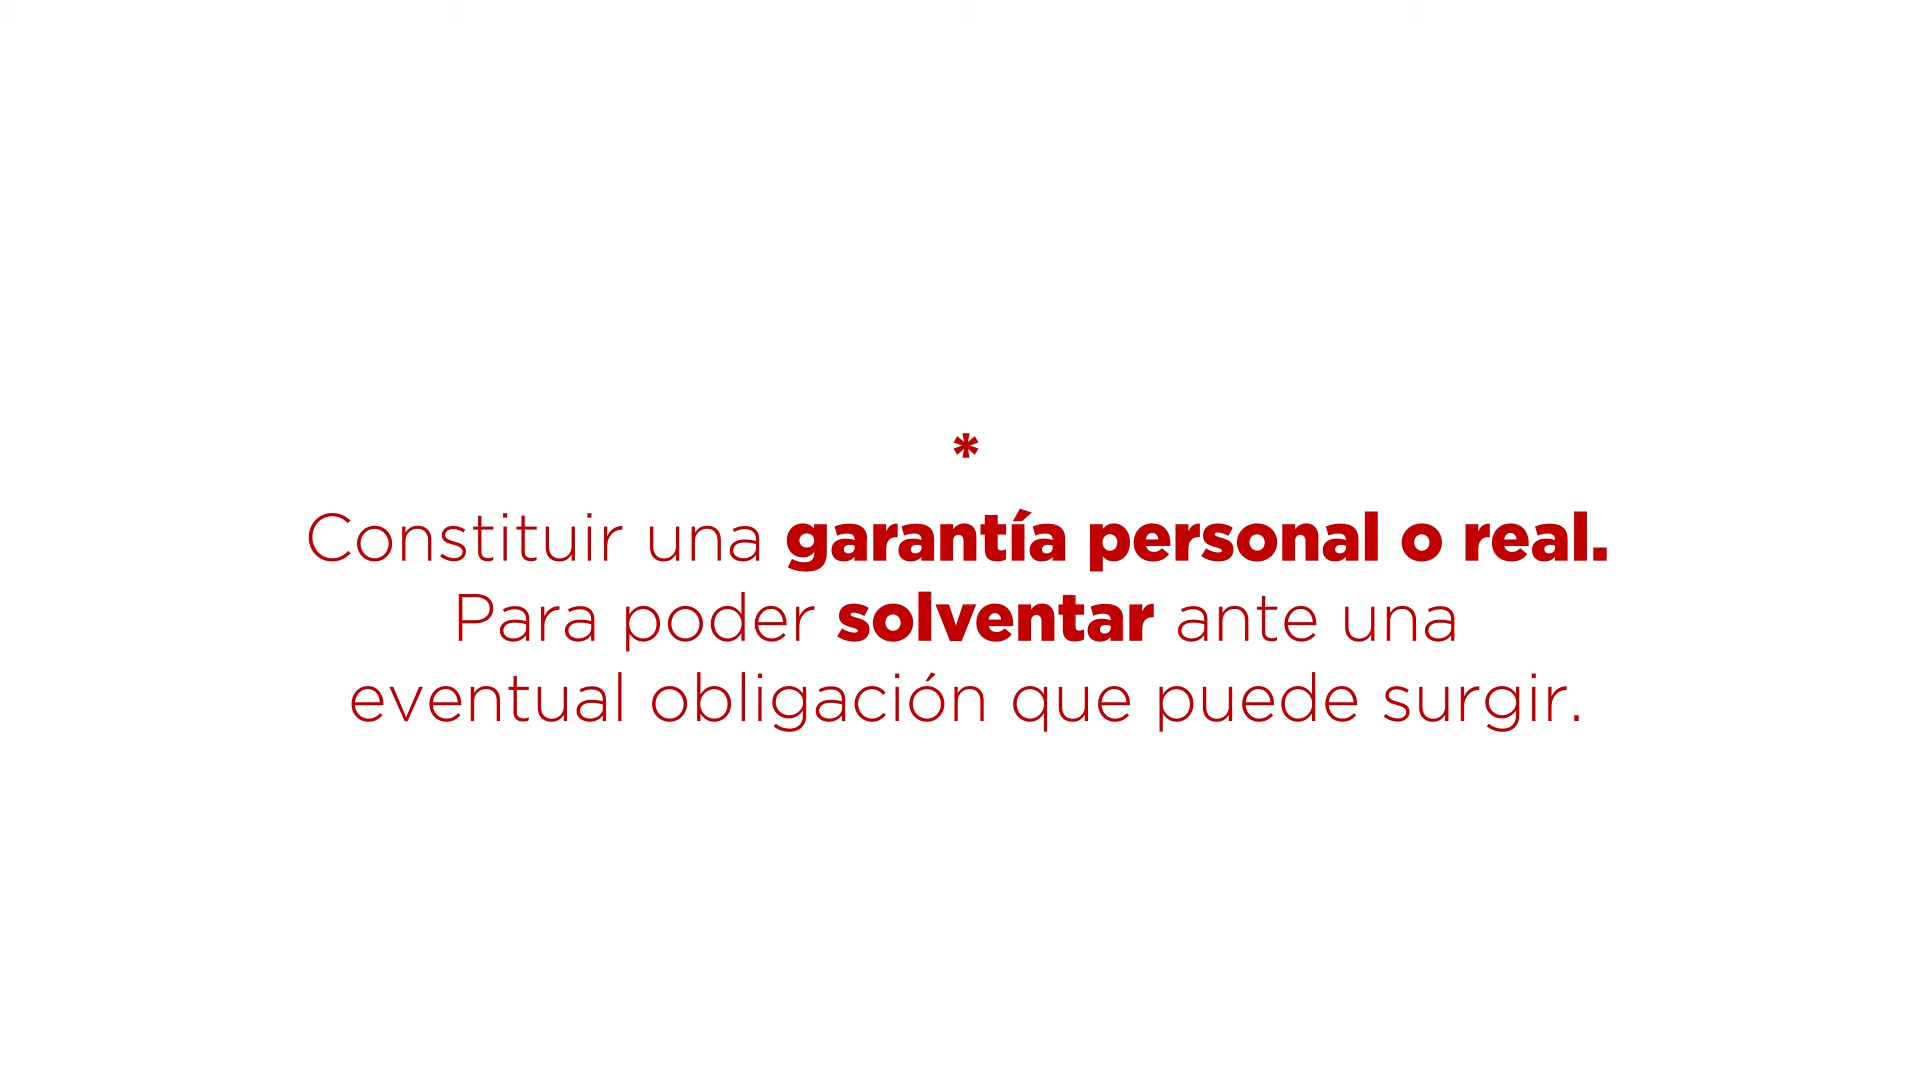 *
Constituir una garantía personal o real.
Para poder solventar ante una
eventual obligación que puede surgir.